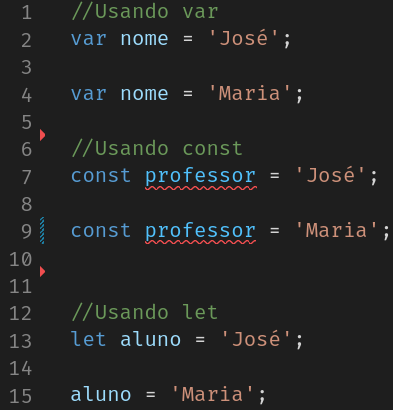 1 //Usando var
2 var nome = 'José';
3
4 var nome = 'Maria';
5
6 //Usando const
7 const professor = 'José';
8
9 const professor = 'Maria';
10
11
12 //Usando let
13 let aluno = 'José';
14
15 aluno = 'Maria';